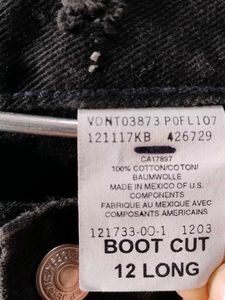 VONT03873 POFL107
121117KB 426729
CA17897
100% COTTON/COTON/
BAUMWOLLE
MADE IN MEXICO OF U.S.
COMPONENTS
FABRIQUE AU MEXIQUE AVEC
COMPOSANTS AMERICAINS
121733-00-1 1203
BOOT CUT
12 LONG